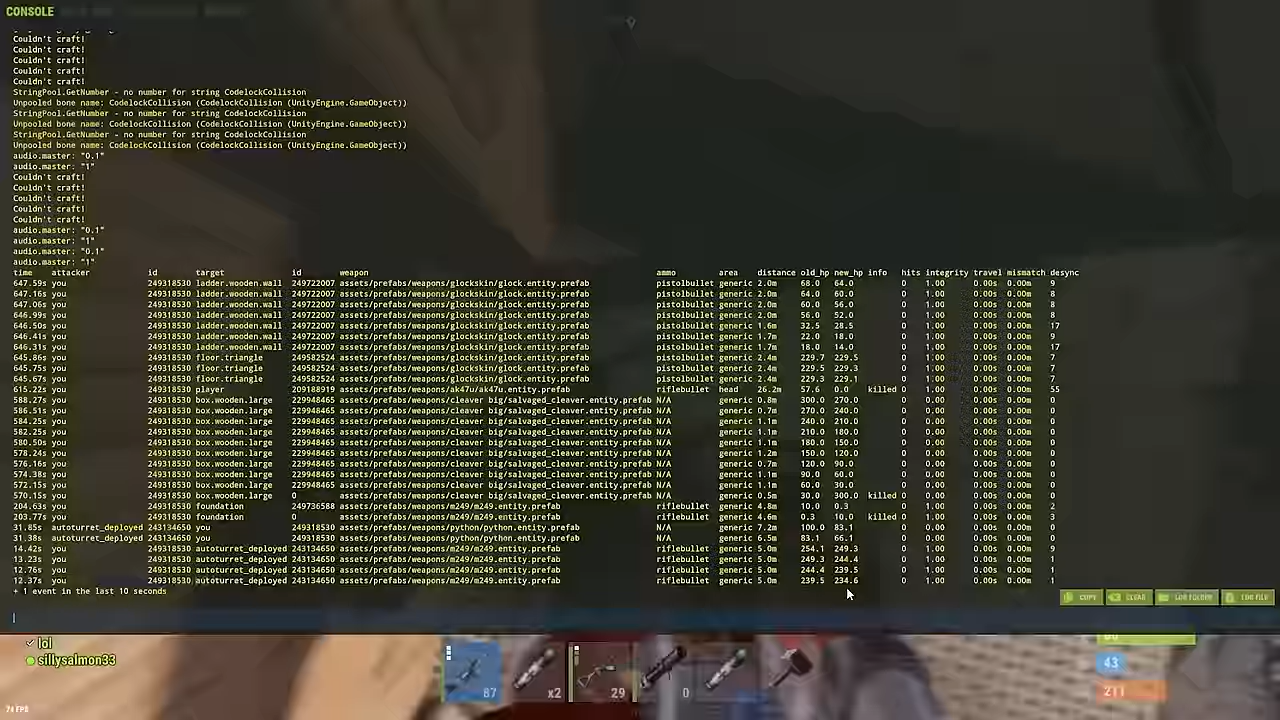 CONSOLE
Couldn't craft!
Couldn't craft!
Couldn't craft!
Couldn't craft!
Couldn't craft!
StringPool.GetNumber - no number for string CodelockCollision
Unpooled bone name: CodelockCollision (CodelockCollision (UnityEngine.GameObject))
StringPool.GetNumber - no number for string CodelockCollision
Unpooled bone name: CodelockCollision (CodelockCollision (UnityEngine.GameObject))
StringPool.GetNumber - no number for string CodelockCollision
Unpooled bone name: CodelockCollision (CodelockCollision (UnityEngine.GameObject))
audio.master: "0.1"
audio.master: "1"
Couldn't craft!
Couldn't craft!
Couldn't craft!
Couldn't craft!
Couldn't craft!
audio.master: "0.1"
audio.master: "1"
audio.master: "0.1"
audio.master: "1"
time attacker id target id weapon ammo area distance old_hp new_hp info hits integrity travel mismatch desync
647.59s you 249318530 ladder.wooden.wall 249722007 assets/prefabs/weapons/glockskin/glock.entity.prefab pistolbullet generic 2.0m 68.0 64.0 0 1.00 0.00s 0.00m 9
647.16s you 249318530 ladder.wooden.wall 249722007 assets/prefabs/weapons/glockskin/glock.entity.prefab pistolbullet generic 2.0m 64.0 60.0 0 1.00 0.00s 0.00m 8
647.06s you 249318530 ladder.wooden.wall 249722007 assets/prefabs/weapons/glockskin/glock.entity.prefab pistolbullet generic 2.0m 60.0 56.0 0 1.00 0.00s 0.00m 8
646.99s you 249318530 ladder.wooden.wall 249722007 assets/prefabs/weapons/glockskin/glock.entity.prefab pistolbullet generic 2.0m 56.0 52.0 0 1.00 0.00s 0.00m 8
646.50s you 249318530 ladder.wooden.wall 249722007 assets/prefabs/weapons/glockskin/glock.entity.prefab pistolbullet generic 1.6m 32.5 28.5 0 1.00 0.00s 0.00m 17
646.41s you 249318530 ladder.wooden.wall 249722007 assets/prefabs/weapons/glockskin/glock.entity.prefab pistolbullet generic 1.7m 22.0 18.0 0 1.00 0.00s 0.00m 9
646.31s you 249318530 ladder.wooden.wall 249722007 assets/prefabs/weapons/glockskin/glock.entity.prefab pistolbullet generic 1.7m 18.0 14.0 0 1.00 0.00s 0.00m 17
645.86s you 249318530 floor.triangle 249582524 assets/prefabs/weapons/glockskin/glock.entity.prefab pistolbullet generic 2.4m 229.7 229.5 0 1.00 0.00s 0.00m 7
645.75s you 249318530 floor.triangle 249582524 assets/prefabs/weapons/glockskin/glock.entity.prefab pistolbullet generic 2.4m 229.5 229.3 0 1.00 0.00s 0.00m 7
645.67s you 249318530 floor.triangle 249582524 assets/prefabs/weapons/glockskin/glock.entity.prefab pistolbullet generic 2.4m 229.3 229.1 0 1.00 0.00s 0.00m 7
615.22s you 249318530 player 209188919 assets/prefabs/weapons/ak47u/ak47u.entity.prefab riflebullet head 26.2m 57.6 0.0 killed 0 1.00 0.00s 0.00m 55
588.27s you 249318530 box.wooden.large 229948465 assets/prefabs/weapons/cleaver big/salvaged_cleaver.entity.prefab N/A generic 0.8m 300.0 270.0 0 1.00 0.00s 0.00m 0
586.51s you 249318530 box.wooden.large 229948465 assets/prefabs/weapons/cleaver big/salvaged_cleaver.entity.prefab N/A generic 0.7m 270.0 240.0 0 1.00 0.00s 0.00m 0
584.25s you 249318530 box.wooden.large 229948465 assets/prefabs/weapons/cleaver big/salvaged_cleaver.entity.prefab N/A generic 1.1m 240.0 210.0 0 1.00 0.00s 0.00m 0
582.25s you 249318530 box.wooden.large 229948465 assets/prefabs/weapons/cleaver big/salvaged_cleaver.entity.prefab N/A generic 1.1m 210.0 180.0 0 1.00 0.00s 0.00m 0
580.50s you 249318530 box.wooden.large 229948465 assets/prefabs/weapons/cleaver big/salvaged_cleaver.entity.prefab N/A generic 1.1m 180.0 150.0 0 1.00 0.00s 0.00m 0
578.24s you 249318530 box.wooden.large 229948465 assets/prefabs/weapons/cleaver big/salvaged_cleaver.entity.prefab N/A generic 1.2m 150.0 120.0 0 1.00 0.00s 0.00m 0
576.16s you 249318530 box.wooden.large 229948465 assets/prefabs/weapons/cleaver big/salvaged_cleaver.entity.prefab N/A generic 0.7m 120.0 90.0 0 1.00 0.00s 0.00m 0
574.38s you 249318530 box.wooden.large 229948465 assets/prefabs/weapons/cleaver big/salvaged_cleaver.entity.prefab N/A generic 1.1m 90.0 60.0 0 1.00 0.00s 0.00m 0
572.15s you 249318530 box.wooden.large 229948465 assets/prefabs/weapons/cleaver big/salvaged_cleaver.entity.prefab N/A generic 1.1m 60.0 30.0 0 1.00 0.00s 0.00m 0
570.15s you 249318530 box.wooden.large 0 assets/prefabs/weapons/cleaver big/salvaged_cleaver.entity.prefab N/A generic 0.5m 30.0 300.0 killed 0 1.00 0.00s 0.00m 0
204.63s you 249318530 foundation 249736588 assets/prefabs/weapons/m249/m249.entity.prefab riflebullet generic 4.8m 10.0 0.3 0 1.00 0.00s 0.00m 2
203.77s you 249318530 foundation 0 assets/prefabs/weapons/m249/m249.entity.prefab riflebullet generic 4.6m 0.3 10.0 killed 0 1.00 0.00s 0.00m 3
31.85s autoturret_deployed 243134650 you 249318530 assets/prefabs/weapons/python/python.entity.prefab N/A generic 7.2m 100.0 83.1 0 1.00 0.00s 0.00m 0
31.38s autoturret_deployed 243134650 you 249318530 assets/prefabs/weapons/python/python.entity.prefab N/A generic 6.5m 83.1 66.1 0 1.00 0.00s 0.00m 0
14.42s you 249318530 autoturret_deployed 243134650 assets/prefabs/weapons/m249/m249.entity.prefab riflebullet generic 5.0m 254.1 249.3 0 1.00 0.00s 0.00m 9
13.23s you 249318530 autoturret_deployed 243134650 assets/prefabs/weapons/m249/m249.entity.prefab riflebullet generic 5.0m 249.3 244.4 0 1.00 0.00s 0.00m 1
12.76s you 249318530 autoturret_deployed 243134650 assets/prefabs/weapons/m249/m249.entity.prefab riflebullet generic 5.0m 244.4 239.5 0 1.00 0.00s 0.00m 1
12.37s you 249318530 autoturret_deployed 243134650 assets/prefabs/weapons/m249/m249.entity.prefab riflebullet generic 5.0m 239.5 234.6 0 1.00 0.00s 0.00m 1
+ 1 event in the last 10 seconds
COPY CLEAR LOG FOLDER LOG FILE
lol
sillysalmon33
87 x2 29 0
43
211
74 FPS